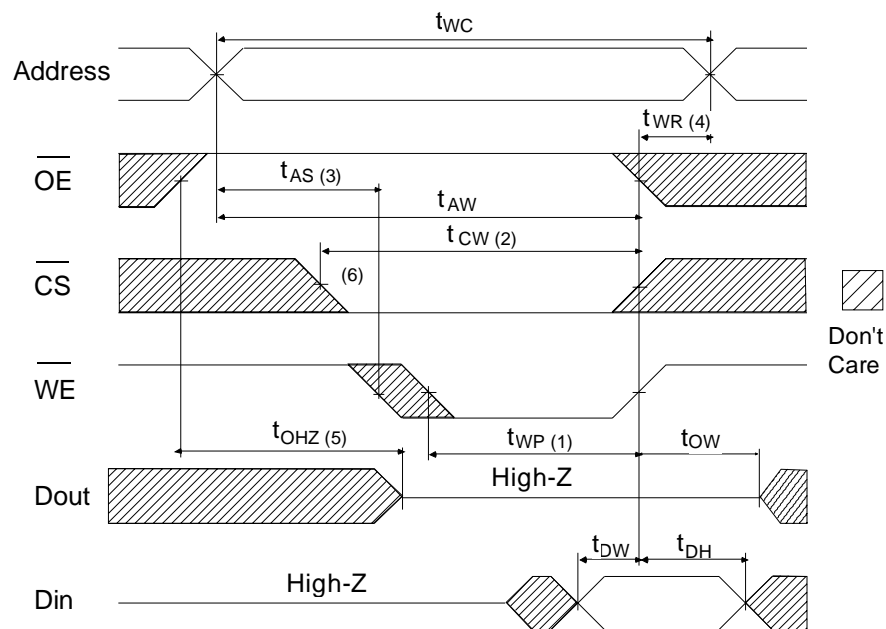 tWC
Address
tWR (4)
OE
tAS (3)
tAW
tCW (2)
(6)
CS
Don't
Care
WE
tOHZ (5)
tWP (1)
tOW
High-Z
Dout
tDW
tDH
High-Z
Din